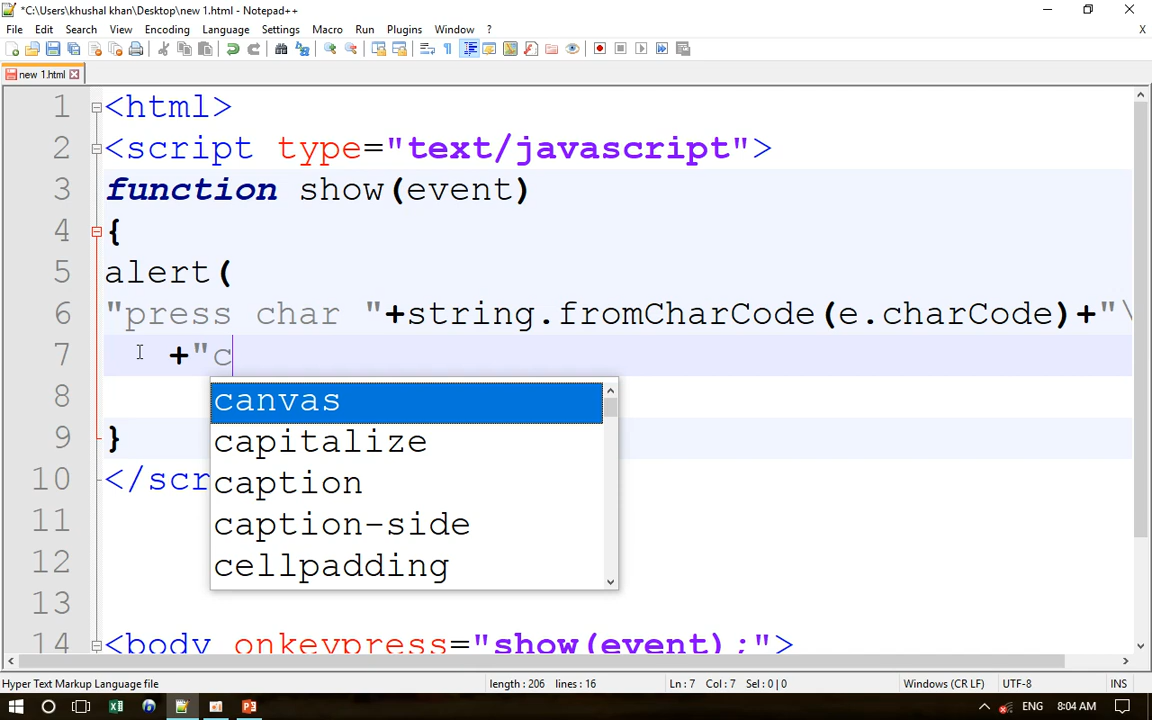 *C:\Users\khushal khan\Desktop\new 1.html - Notepad++
File Edit Search View Encoding Language Settings Macro Run Plugins Window ? X
new 1.html
1 <html>
2 <script type="text/javascript">
3 function show(event)
4 {
5 alert(
6 "press char "+string.fromCharCode(e.charCode)+"\
7 +"c
canvas
8
capitalize
9 }
caption
10 </scr
caption-side
11
cellpadding
12
13
14 <body onkeypress="show(event);">
Hyper Text Markup Language file length : 206 lines : 16 Ln : 7 Col : 7 Sel : 0 | 0 Windows (CR LF) UTF-8 INS
ENG 8:04 AM